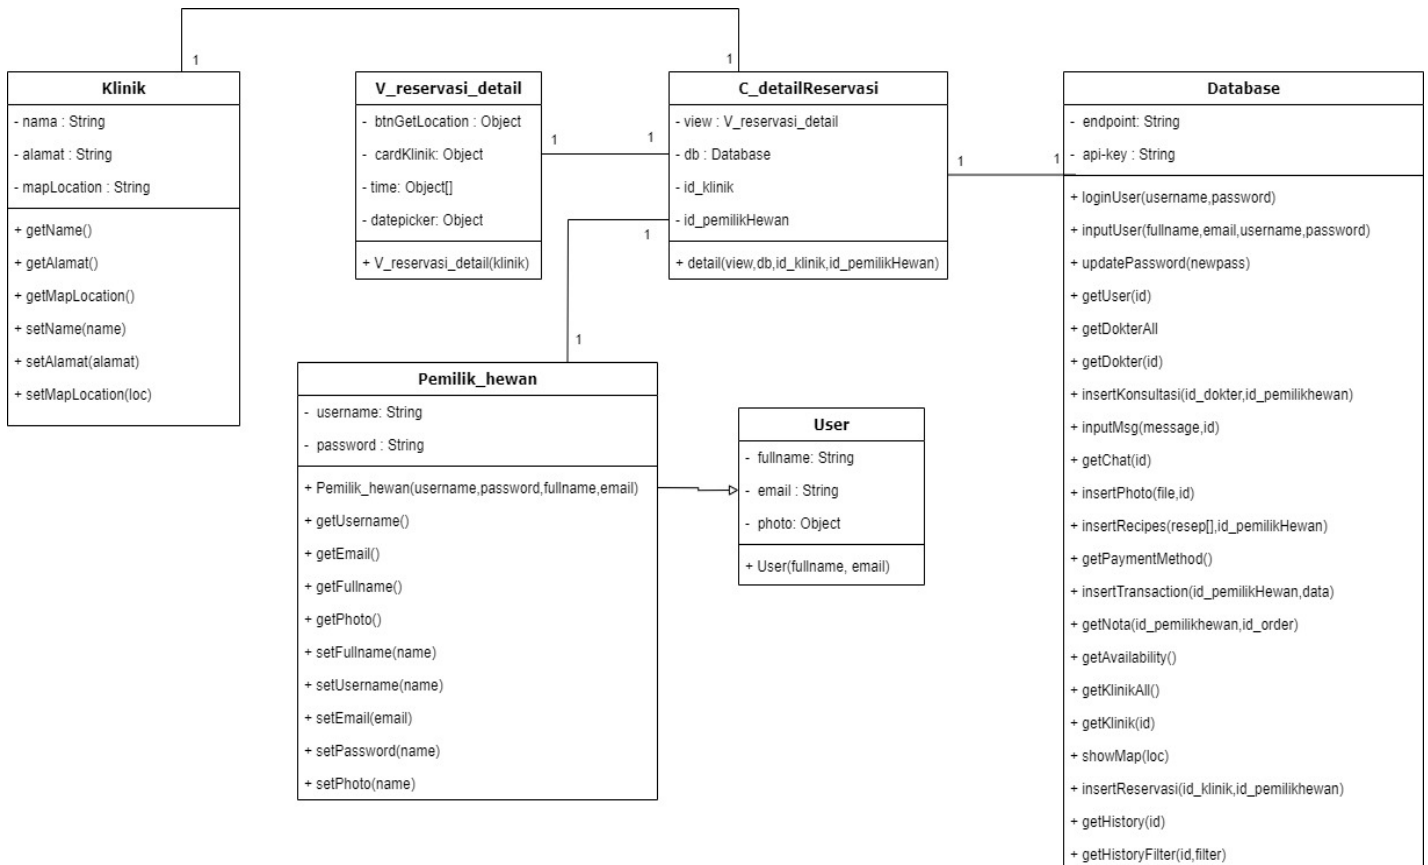 1
1
Klinik
- nama : String
- alamat : String
- mapLocation : String
+ getName()
+ getAlamat()
+ getMapLocation()
+ setName(name)
+ setAlamat(alamat)
+ setMapLocation(loc)
V_reservasi_detail
- btnGetLocation : Object
- cardKlinik: Object
- time: Object[]
- datepicker: Object
+ V_reservasi_detail(klinik)
1
1
C_detailReservasi
- view : V_reservasi_detail
- db : Database
- id_klinik
- id_pemilikHewan
+ detail(view,db,id_klinik,id_pemilikHewan)
1
1
1
1
Database
- endpoint: String
- api-key : String
+ loginUser(username,password)
+ inputUser(fullname,email,username,password)
+ updatePassword(newpass)
+ getUser(id)
+ getDokterAll
+ getDokter(id)
+ insertKonsultasi(id_dokter,id_pemilikhewan)
+ inputMsg(message,id)
+ getChat(id)
+ insertPhoto(file,id)
+ insertRecipes(resep[],id_pemilikHewan)
+ getPaymentMethod()
+ insertTransaction(id_pemilikHewan,data)
+ getNota(id_pemilikhewan,id_order)
+ getAvailability()
+ getKlinikAll()
+ getKlinik(id)
+ showMap(loc)
+ insertReservasi(id_klinik,id_pemilikhewan)
+ getHistory(id)
+ getHistoryFilter(id,filter)
Pemilik_hewan
- username: String
- password : String
+ Pemilik_hewan(username,password,fullname,email)
+ getUsername()
+ getEmail()
+ getFullname()
+ getPhoto()
+ setFullname(name)
+ setUsername(name)
+ setEmail(email)
+ setPassword(name)
+ setPhoto(name)
User
- fullname: String
- email : String
- photo: Object
+ User(fullname, email)